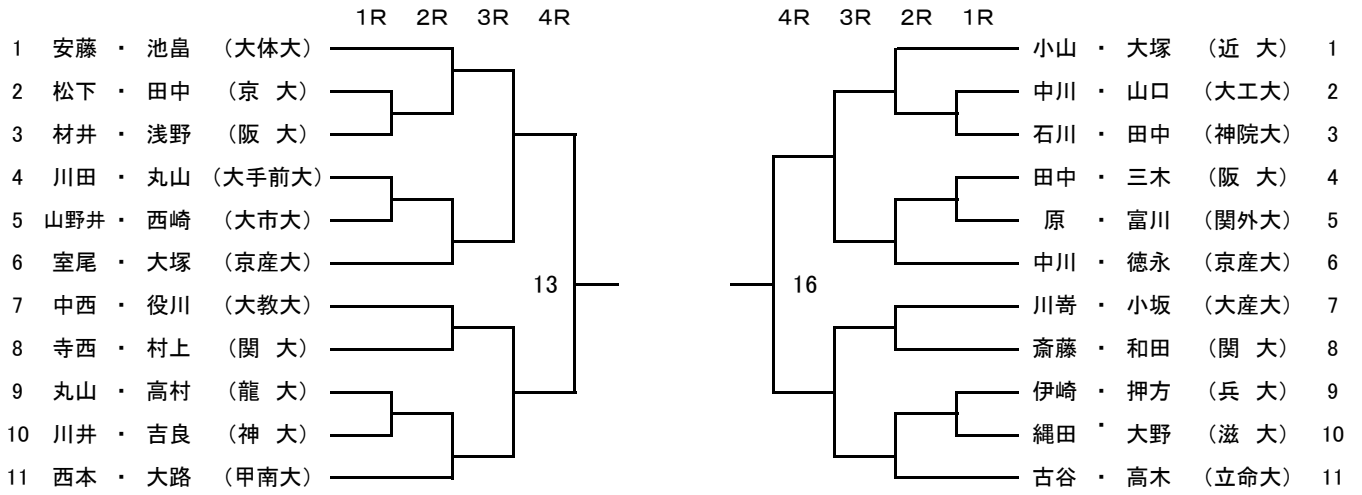 1R 2R 3R 4R 4R 3R 2R 1R
1 安藤 ・ 池畠 （大体大） 小山 ・ 大塚 （近 大） 1
2 松下 ・ 田中 （京 大） 中川 ・ 山口 （大工大） 2
3 材井 ・ 浅野 （阪 大） 石川 ・ 田中 （神院大） 3
4 川田 ・ 丸山 （大手前大） 田中 ・ 三木 （阪 大） 4
5 山野井 ・ 西崎 （大市大） 原 ・ 富川 （関外大） 5
6 室尾 ・ 大塚 （京産大） 中川 ・ 徳永 （京産大） 6
13 16
7 中西 ・ 役川 （大教大） 川嵜 ・ 小坂 （大産大） 7
8 寺西 ・ 村上 （関 大） 斎藤 ・ 和田 （関 大） 8
9 丸山 ・ 高村 （龍 大） 伊崎 ・ 押方 （兵 大） 9
10 川井 ・ 吉良 （神 大） 縄田 ・ 大野 （滋 大） 10
11 西本 ・ 大路 （甲南大） 古谷 ・ 高木 （立命大） 11